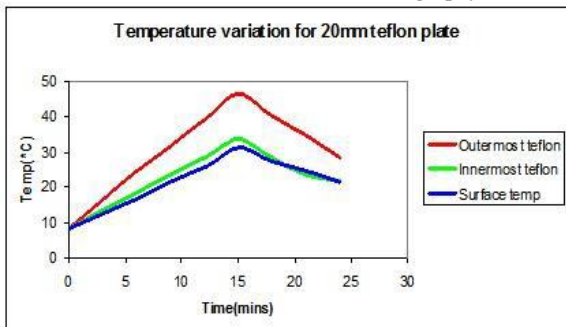 Temperature variation for 20mm teflon plate
Temp(°C)
50
40
30
20
10
0
0 5 10 15 20 25 30
Time(mins)
Outermost teflon
Innermost teflon
Surface temp